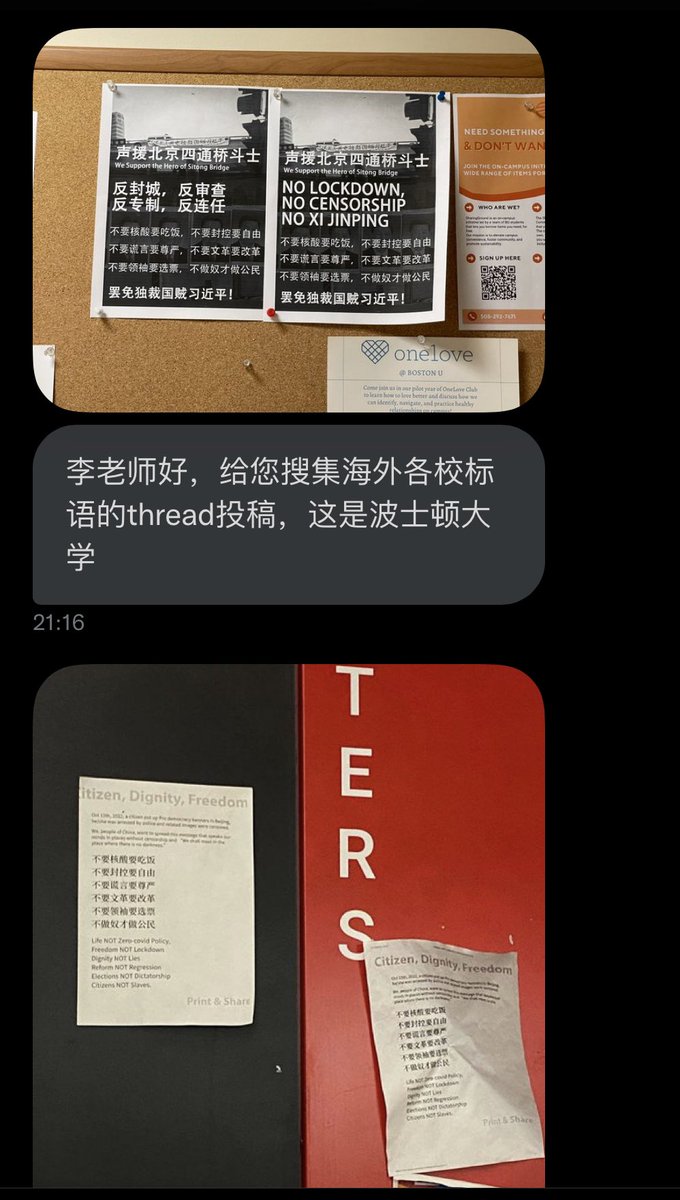 声援北京四通桥斗士
We Support the Hero of Sitong Bridge
反封城，反审查
反专制，反连任
不要核酸要吃饭，不要封控要自由
不要谎言要尊严，不要文革要改革
不要领袖要选票，不做奴才做公民
罢免独裁国贼习近平！
声援北京四通桥斗士
We Support the Hero of Sitong Bridge
NO LOCKDOWN,
NO CENSORSHIP
NO XI JINPING
不要核酸要吃饭，不要封控要自由
不要谎言要尊严，不要文革要改革
不要领袖要选票，不做奴才做公民
罢免独裁国贼习近平！
NEED SOMETHING
& DON'T WAN
JOIN THE ON-CAMPUS INITI
WIDE RANGE OF ITEMS FOR
WHO ARE WE?
SIGN UP HERE
508-292-7671
onelove
@ BOSTON U
Come join us in our pilot year of OneLove Club
to learn how to love better and discuss how we
can identify, navigate, and practice healthy
relationships on campus!
李老师好，给您搜集海外各校标
语的thread投稿，这是波士顿大
学
21:16
Citizen, Dignity, Freedom
Oct 13th, 2022, a citizen put up Pro democracy banners in Beijing,
he/she was arrested by police and related images were censored.
We, people of China, want to spread this message that speaks our
minds in places without censorship and "We shall meet in the
place where there is no darkness."
不要核酸要吃饭
不要封控要自由
不要谎言要尊严
不要文革要改革
不要领袖要选票
不做奴才做公民
Life NOT Zero-covid Policy,
Freedom NOT Lockdown
Dignity NOT Lies
Reform NOT Regression
Elections NOT Dictatorship
Citizens NOT Slaves.
Print & Share
TERS
Citizen, Dignity, Freedom
不要核酸要吃饭
不要封控要自由
不要谎言要尊严
不要文革要改革
不要领袖要选票
不做奴才做公民
Life NOT Zero-covid Policy,
Freedom NOT Lockdown
Dignity NOT Lies
Reform NOT Regression
Elections NOT Dictatorship
Citizens NOT Slaves.
Print & Share